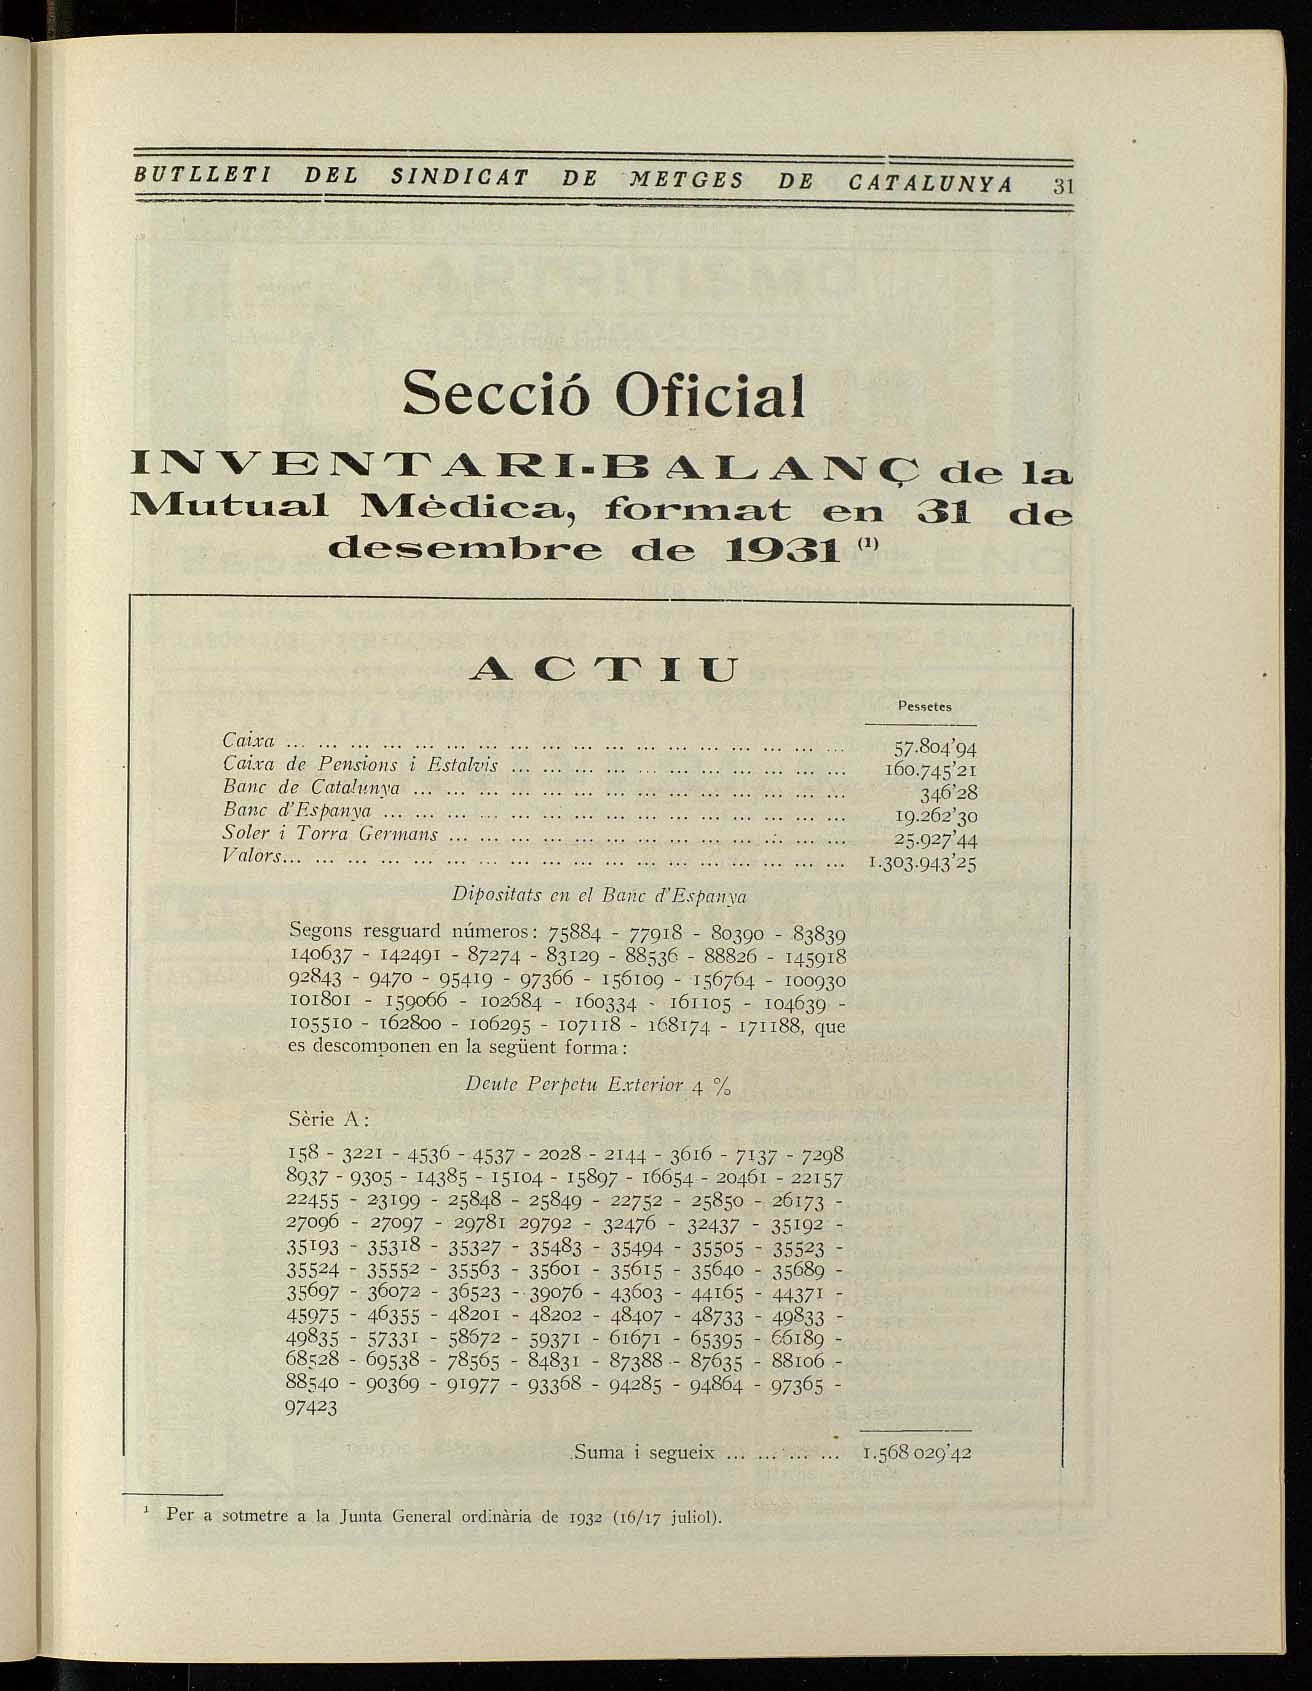 BUTLLETI DEL SINDICAT DE METGES DE CATALUNYA 31
Secció Oficial
INVENTARI-BALANÇ de la
Mutual Mèdica, format en 31 de
desembre de 1931 (1)
ACTIU
Pessetes
Caixa ... ... ... ... ... ... ... ... ... ... ... ... ... ... ... ... ... ... 57.804'94
Caixa de Pensions i Estalvis ... ... ... ... ... ... ... ... ... ... ... 160.745'21
Banc de Catalunya ... ... ... ... ... ... ... ... ... ... ... ... ... ... 346'28
Banc d'Espanya ... ... ... ... ... ... ... ... ... ... ... ... ... ... ... 19.262'30
Soler i Torra Germans ... ... ... ... ... ... ... ... ... ... ... ... ... 25.927'44
Valors... ... ... ... ... ... ... ... ... ... ... ... ... ... ... ... ... ... 1.303.943'25
Dipositats en el Banc d'Espanya
Segons resguard números: 75884 - 77918 - 80390 - 83839
140637 - 142491 - 87274 - 83129 - 88536 - 88826 - 145918
92843 - 9470 - 95419 - 97366 - 156109 - 156764 - 100930
101801 - 159066 - 102684 - 160334 - 161105 - 104639 -
105510 - 162800 - 106295 - 107118 - 168174 - 171188, que
es descomponen en la següent forma:
Deute Perpetu Exterior 4 %
Sèrie A:
158 - 3221 - 4536 - 4537 - 2028 - 2144 - 3616 - 7137 - 7298
8937 - 9305 - 14385 - 15104 - 15897 - 16654 - 20461 - 22157
22455 - 23199 - 25848 - 25849 - 22752 - 25850 - 26173 -
27096 - 27097 - 29781 29792 - 32476 - 32437 - 35192 -
35193 - 35318 - 35327 - 35483 - 35494 - 35505 - 35523 -
35524 - 35552 - 35563 - 35601 - 35615 - 35640 - 35689 -
35697 - 36072 - 36523 - 39076 - 43603 - 44165 - 44371 -
45975 - 46355 - 48201 - 48202 - 48407 - 48733 - 49833 -
49835 - 57331 - 58672 - 59371 - 61671 - 65395 - 66189 -
68528 - 69538 - 78565 - 84831 - 87388 - 87635 - 88106 -
88540 - 90369 - 91977 - 93368 - 94285 - 94864 - 97365 -
97423
Suma i segueix ... ... ... ... 1.568 029'42
1 Per a sotmetre a la Junta General ordinària de 1932 (16/17 juliol).